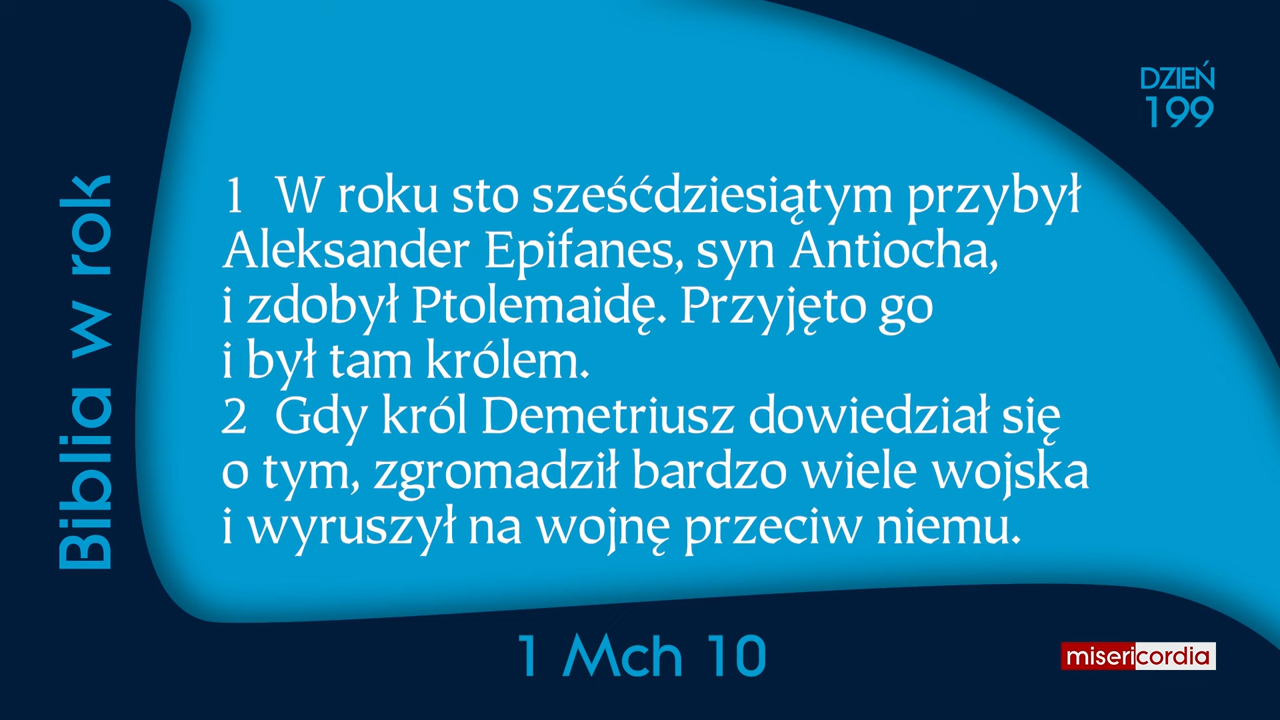 DZIEŃ
199
Biblia w rok
1 W roku sto sześćdziesiątym przybył
Aleksander Epifanes, syn Antiocha,
i zdobył Ptolemaidę. Przyjęto go
i był tam królem.
2 Gdy król Demetriusz dowiedział się
o tym, zgromadził bardzo wiele wojska
i wyruszył na wojnę przeciw niemu.
1 Mch 10
misericordia